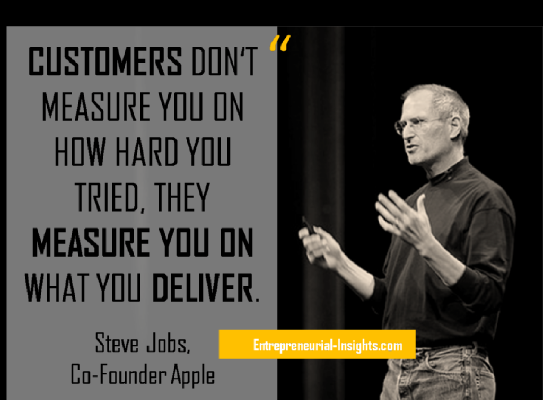 “
CUSTOMERS DON'T
MEASURE YOU ON
HOW HARD YOU
TRIED, THEY
MEASURE YOU ON
WHAT YOU DELIVER.
Steve Jobs,
Co-Founder Apple
Entrepreneurial-Insights.com